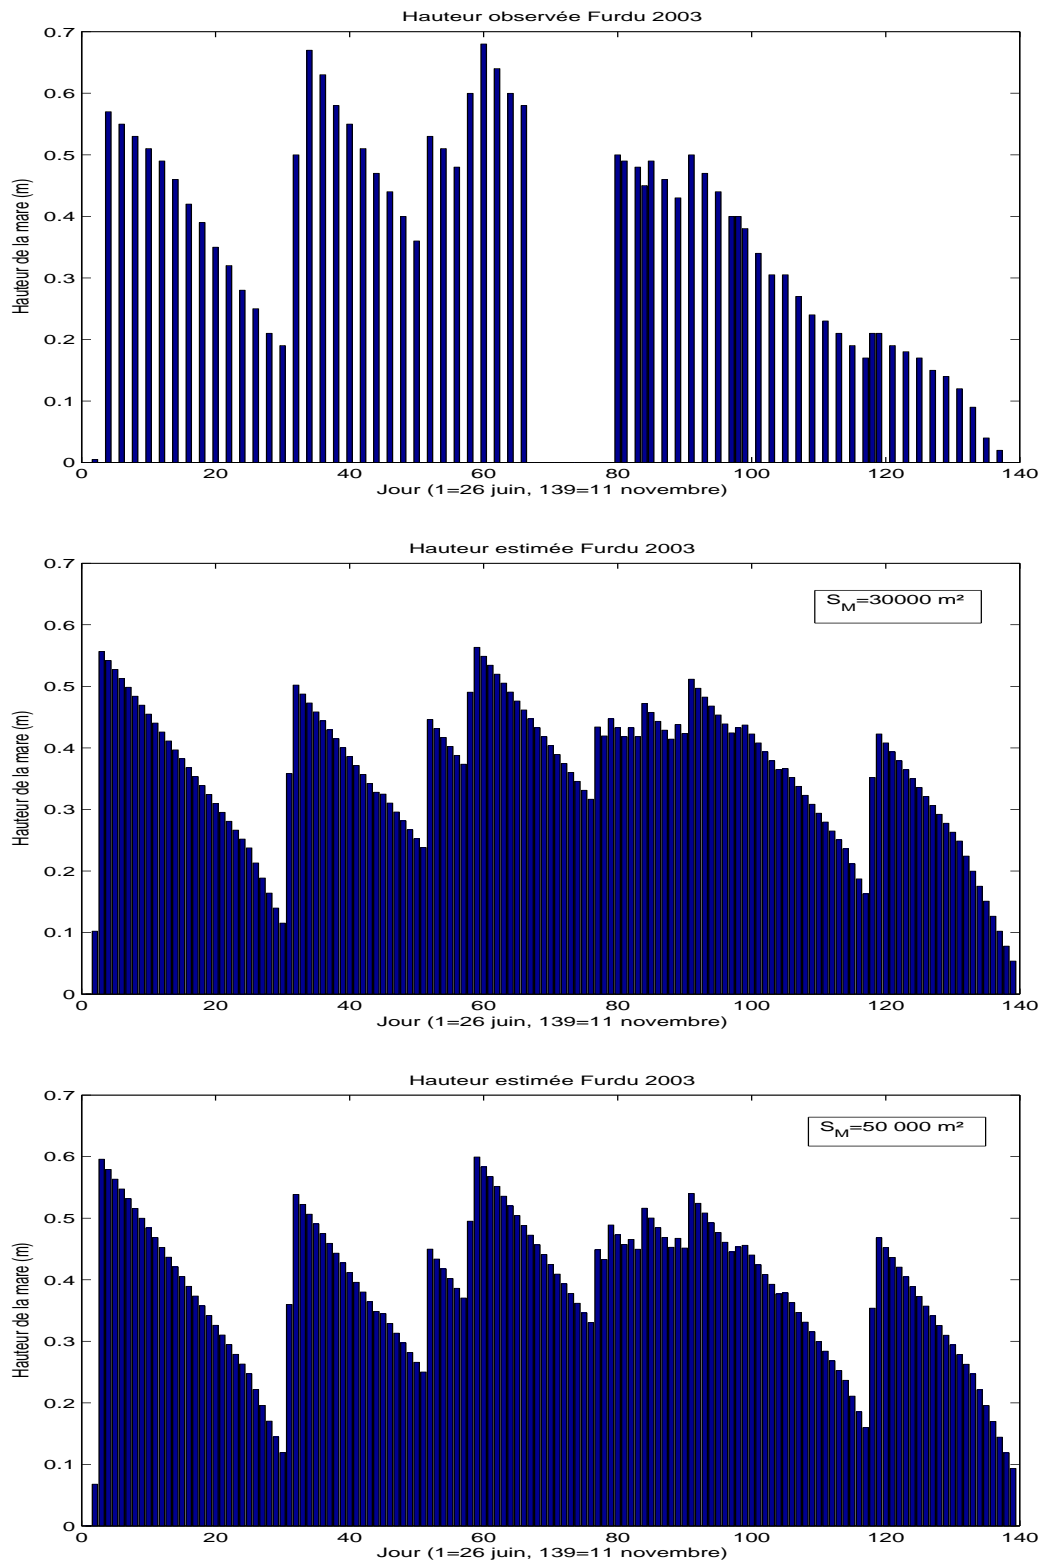 Hauteur observée Furdu 2003
0.7
0.6
0.5
0.4
0.3
0.2
0.1
0
Hauteur de la mare (m)
0 20 40 60 80 100 120 140
Jour (1=26 juin, 139=11 novembre)
Hauteur estimée Furdu 2003
0.7
0.6
0.5
0.4
0.3
0.2
0.1
0
Hauteur de la mare (m)
S_M=30000 m²
0 20 40 60 80 100 120 140
Jour (1=26 juin, 139=11 novembre)
Hauteur estimée Furdu 2003
0.7
0.6
0.5
0.4
0.3
0.2
0.1
0
Hauteur de la mare (m)
S_M=50 000 m²
0 20 40 60 80 100 120 140
Jour (1=26 juin, 139=11 novembre)